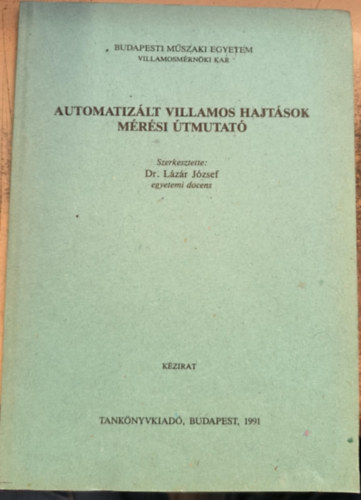 BUDAPESTI MŰSZAKI EGYETEM
VILLAMOSMÉRNÖKI KAR
AUTOMATIZÁLT VILLAMOS HAJTÁSOK
MÉRÉSI ÚTMUTATÓ
Szerkesztette:
Dr. Lázár József
egyetemi docens
KÉZIRAT
TANKÖNYVKIADÓ, BUDAPEST, 1991